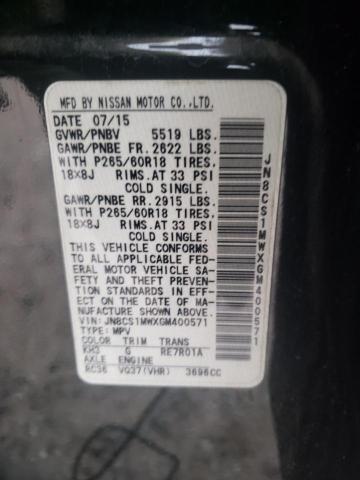 MFD BY NISSAN MOTOR CO.,LTD.
DATE 07/15
GVWR/PNBV 5519 LBS.
GAWR/PNBE FR. 2622 LBS.
WITH P265/60R18 TIRES,
18X8J RIMS.AT 33 PSI
COLD SINGLE.
GAWR/PNBE RR. 2915 LBS.
WITH P265/60R18 TIRES,
18X8J RIMS.AT 33 PSI
COLD SINGLE.
THIS VEHICLE CONFORMS
TO ALL APPLICABLE FED-
ERAL MOTOR VEHICLE SA-
FETY AND THEFT PREVENTION
STANDARDS IN EFF-
ECT ON THE DATE OF MA-
NUFACTURE SHOWN ABOVE.
VIN: JN8CS1MWXGM400571
TYPE: MPV
COLOR TRIM TRANS
KH3 G RE7R01A
AXLE ENGINE
RC36 VQ37(VHR) 3696CC
JN8CS1MWXGM400571